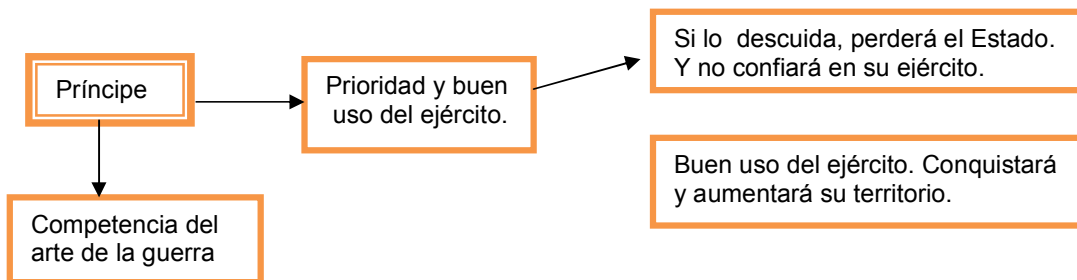 Príncipe
Prioridad y buen
uso del ejército.
Si lo descuida, perderá el Estado.
Y no confiará en su ejército.
Buen uso del ejército. Conquistará
y aumentará su territorio.
Competencia del
arte de la guerra